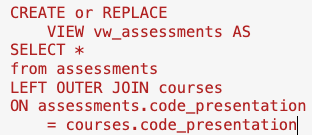 CREATE or REPLACE
VIEW vw_assessments AS
SELECT *
from assessments
LEFT OUTER JOIN courses
ON assessments.code_presentation
= courses.code_presentation